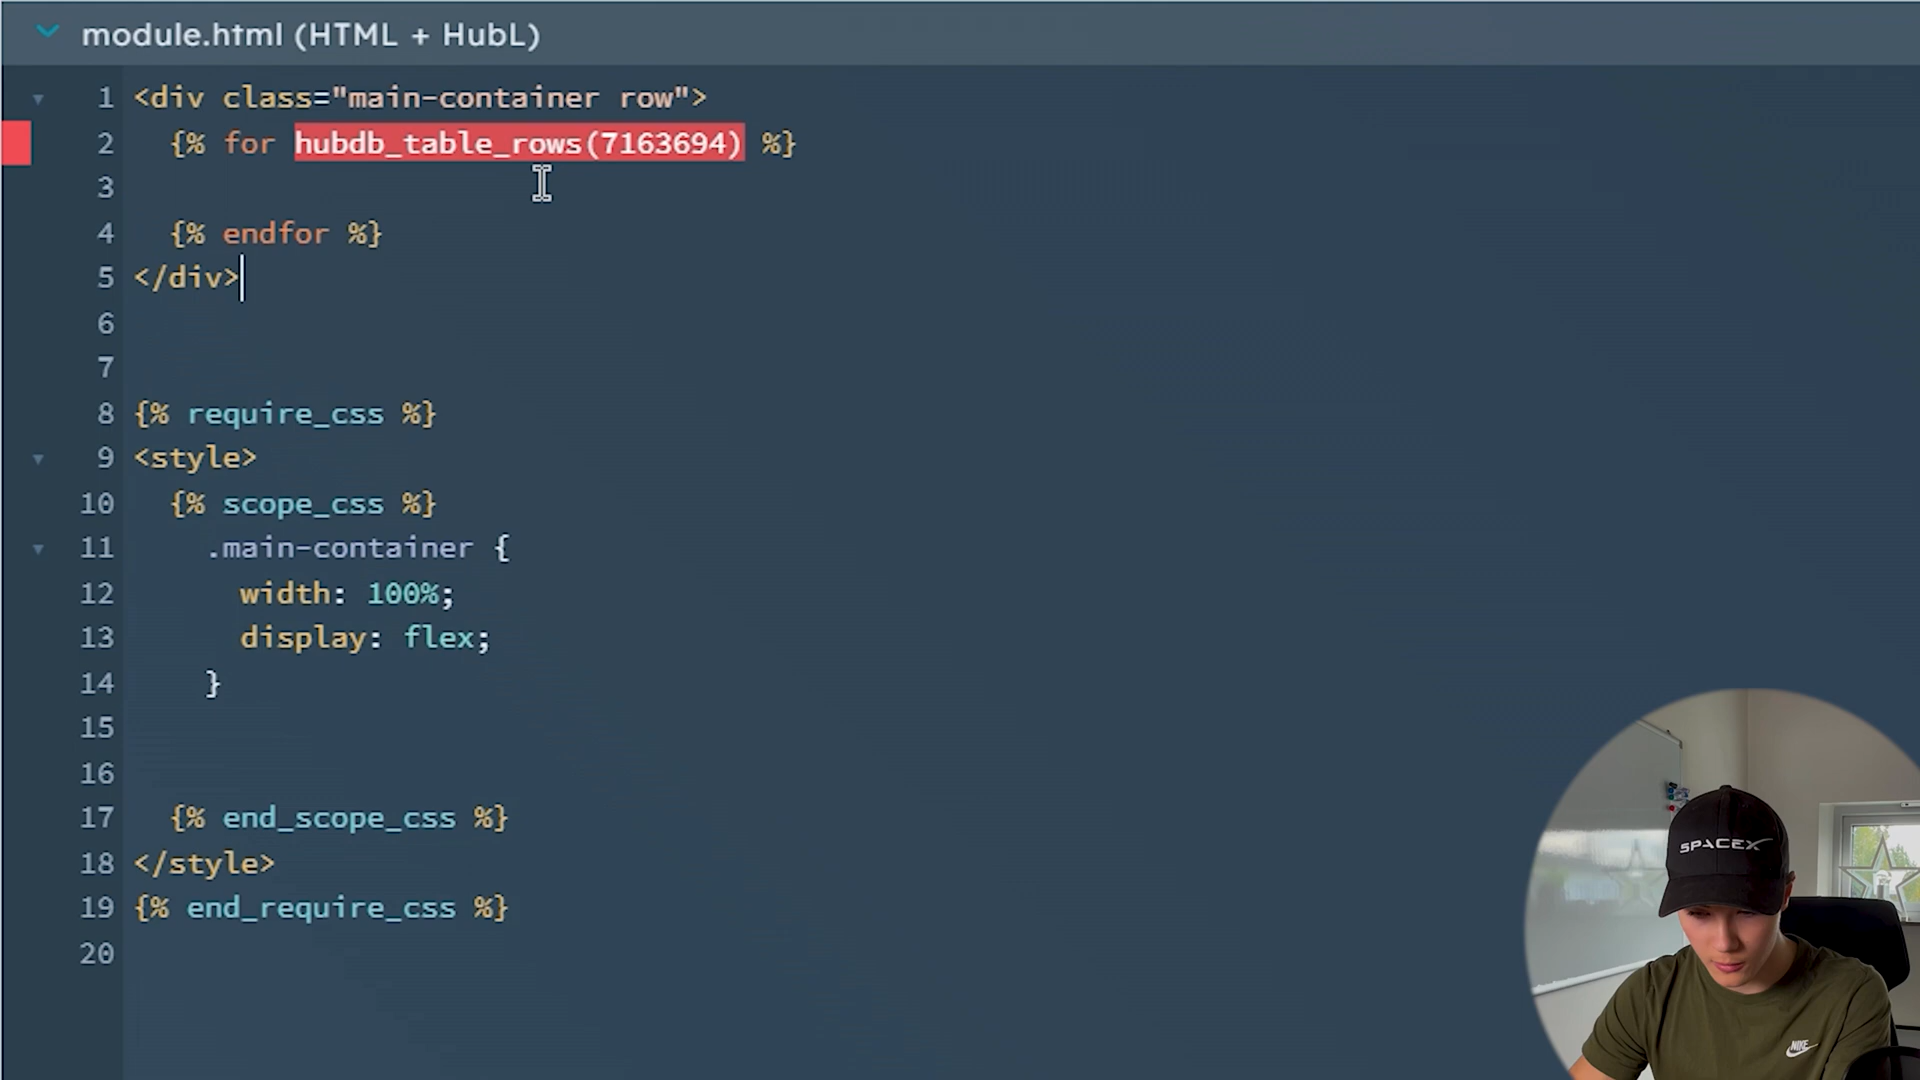 module.html (HTML + HubL)
1 <div class="main-container row">
2 {% for hubdb_table_rows(7163694) %}
3
4 {% endfor %}
5 </div>
6
7
8 {% require_css %}
9 <style>
10 {% scope_css %}
11 .main-container {
12 width: 100%;
13 display: flex;
14 }
15
16
17 {% end_scope_css %}
18 </style>
19 {% end_require_css %}
20
SPACEX
NIKE